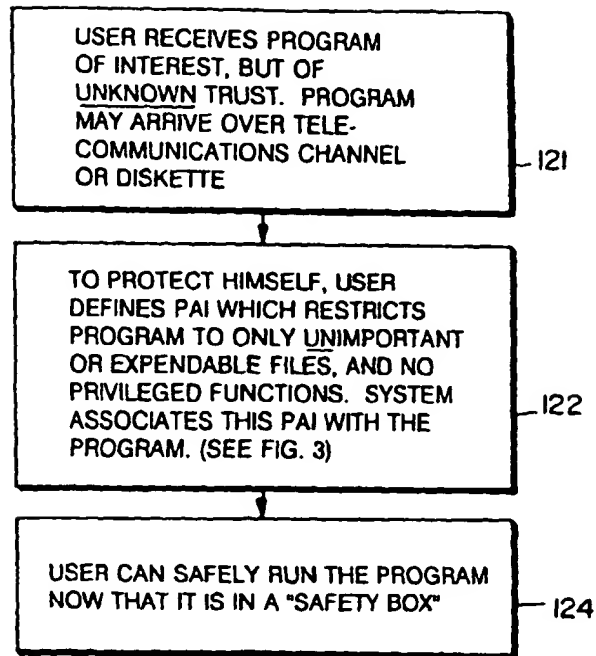 USER RECEIVES PROGRAM
OF INTEREST, BUT OF
UNKNOWN TRUST. PROGRAM
MAY ARRIVE OVER TELE-
COMMUNICATIONS CHANNEL
OR DISKETTE
121
TO PROTECT HIMSELF, USER
DEFINES PAI WHICH RESTRICTS
PROGRAM TO ONLY UNIMPORTANT
OR EXPENDABLE FILES, AND NO
PRIVILEGED FUNCTIONS. SYSTEM
ASSOCIATES THIS PAI WITH THE
PROGRAM. (SEE FIG. 3)
122
USER CAN SAFELY RUN THE PROGRAM
NOW THAT IT IS IN A "SAFETY BOX"
124